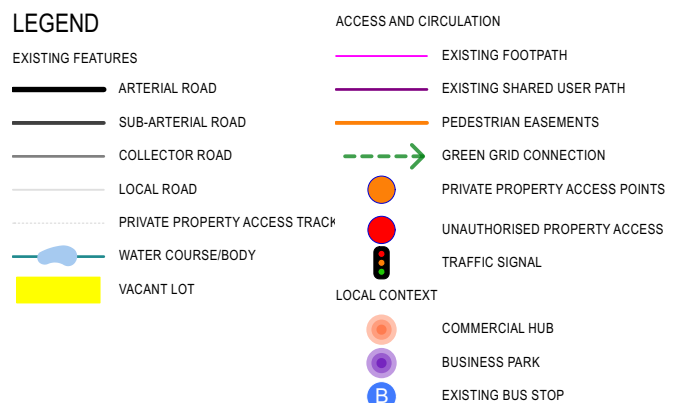 LEGEND
EXISTING FEATURES
ARTERIAL ROAD
SUB-ARTERIAL ROAD
COLLECTOR ROAD
LOCAL ROAD
PRIVATE PROPERTY ACCESS TRACK
WATER COURSE/BODY
VACANT LOT
ACCESS AND CIRCULATION
EXISTING FOOTPATH
EXISTING SHARED USER PATH
PEDESTRIAN EASEMENTS
GREEN GRID CONNECTION
PRIVATE PROPERTY ACCESS POINTS
UNAUTHORISED PROPERTY ACCESS
TRAFFIC SIGNAL
LOCAL CONTEXT
COMMERCIAL HUB
BUSINESS PARK
B EXISTING BUS STOP